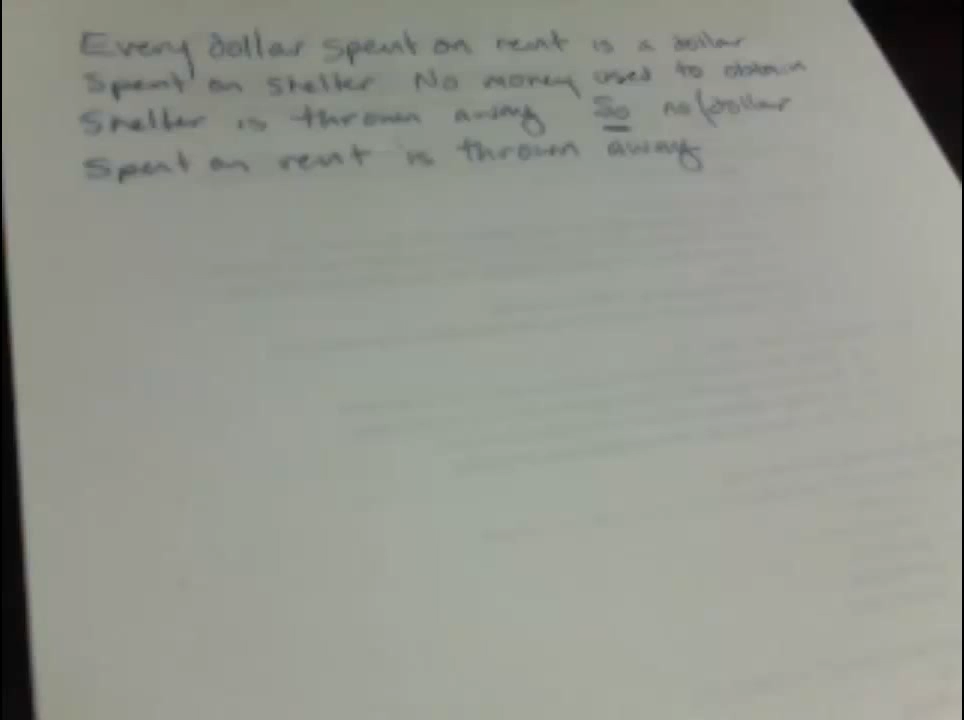 Every dollar spent on rent is a dollar
spent on shelter No money used to obtain
shelter is thrown away So no dollar
spent on rent is thrown away